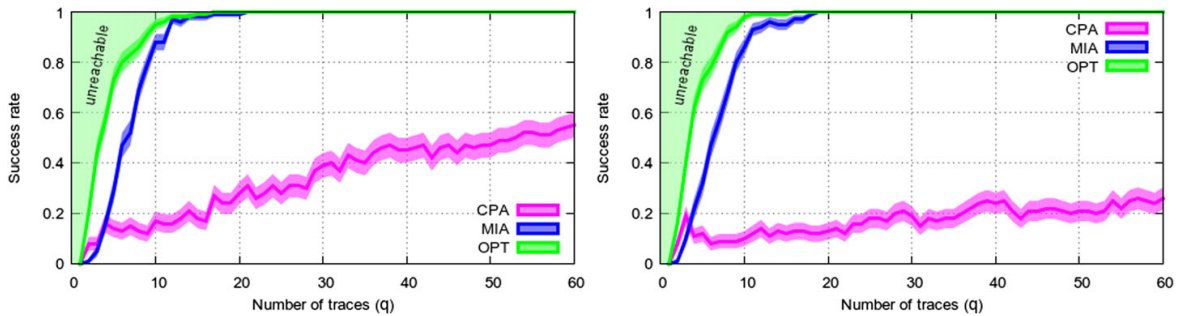 1
0.8
0.6
0.4
0.2
0
Success rate
unreachable
CPA
MIA
OPT
0 10 20 30 40 50 60
Number of traces (q)
1
0.8
0.6
0.4
0.2
0
Success rate
unreachable
CPA
MIA
OPT
0 10 20 30 40 50 60
Number of traces (q)